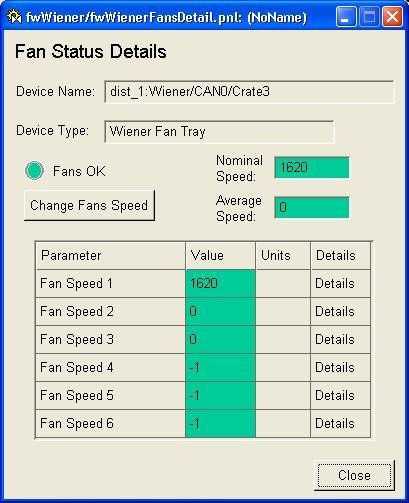 fwWiener/fwWienerFansDetail.pnl: (NoName)
Fan Status Details
Device Name: dist_1:Wiener/CAN0/Crate3
Device Type: Wiener Fan Tray
Fans OK
Nominal Speed: 1620
Change Fans Speed
Average Speed: 0
Parameter Value Units Details
Fan Speed 1 1620 Details
Fan Speed 2 0 Details
Fan Speed 3 0 Details
Fan Speed 4 -1 Details
Fan Speed 5 -1 Details
Fan Speed 6 -1 Details
Close